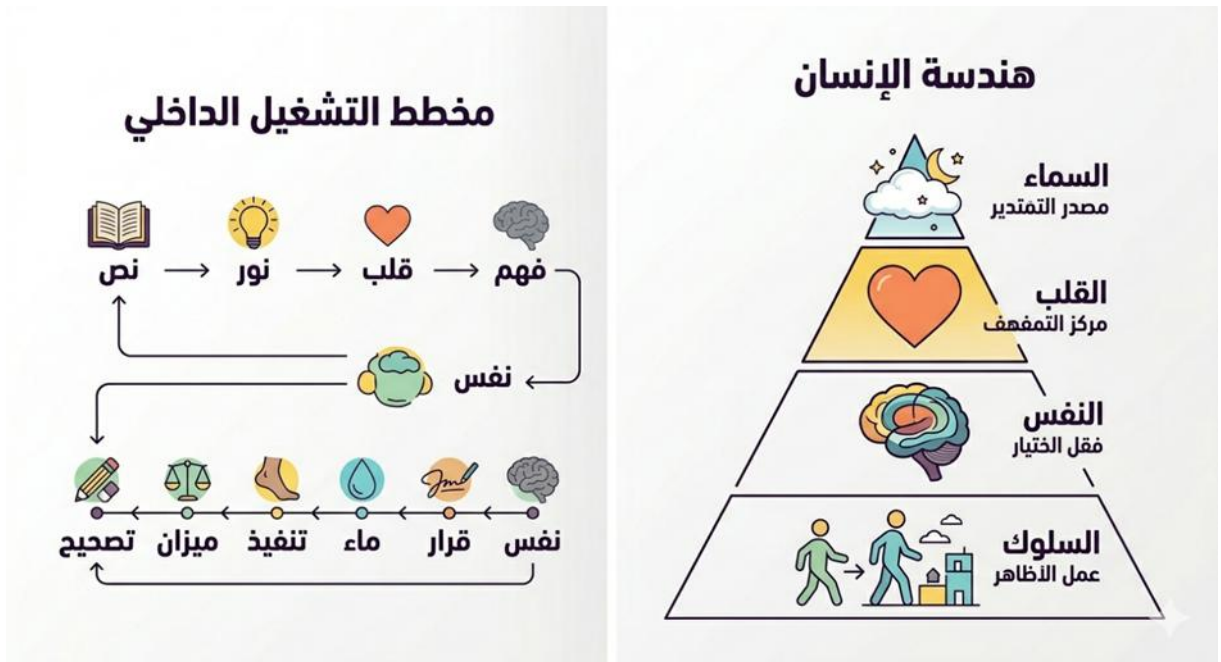 هندسة الإنسان
السماء
مصدر التمفتدير
القلب
مركز التمفهف
النفس
فقل الختيار
السلوك
عمل الأظاهر
مخطط التشغيل الداخلي
نص
نور
قلب
فهم
نفس
نفس
قرار
ماء
تنفيذ
ميزان
تصحيح